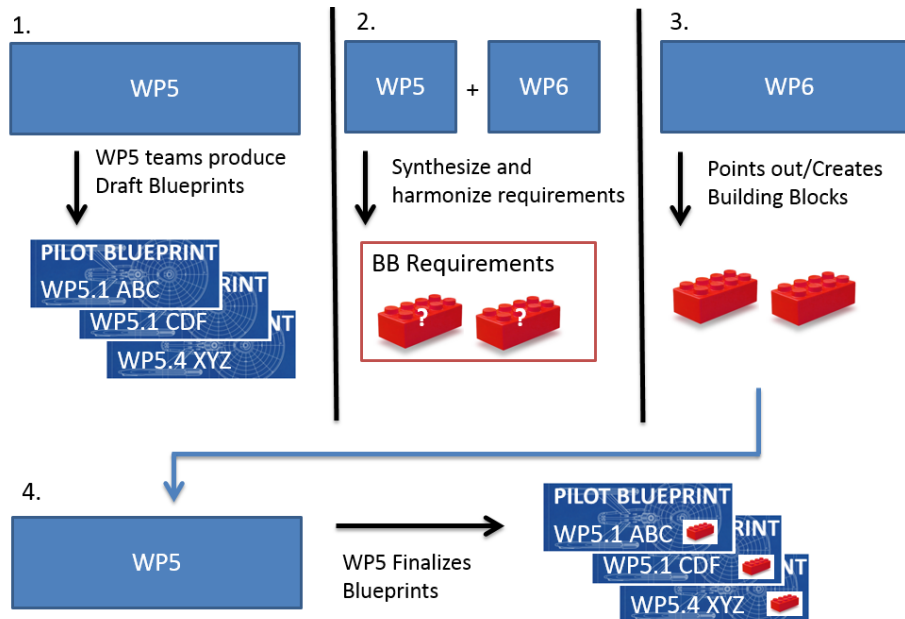 1.
WP5
WP5 teams produce
Draft Blueprints
PILOT BLUEPRINT
WP5.1 ABC
RINT
WP5.1 CDF
NT
WP5.4 XYZ
2.
WP5
+
WP6
Synthesize and
harmonize requirements
BB Requirements
?
?
3.
WP6
Points out/Creates
Building Blocks
4.
WP5
WP5 Finalizes
Blueprints
PILOT BLUEPRINT
WP5.1 ABC
RINT
WP5.1 CDF
NT
WP5.4 XYZ